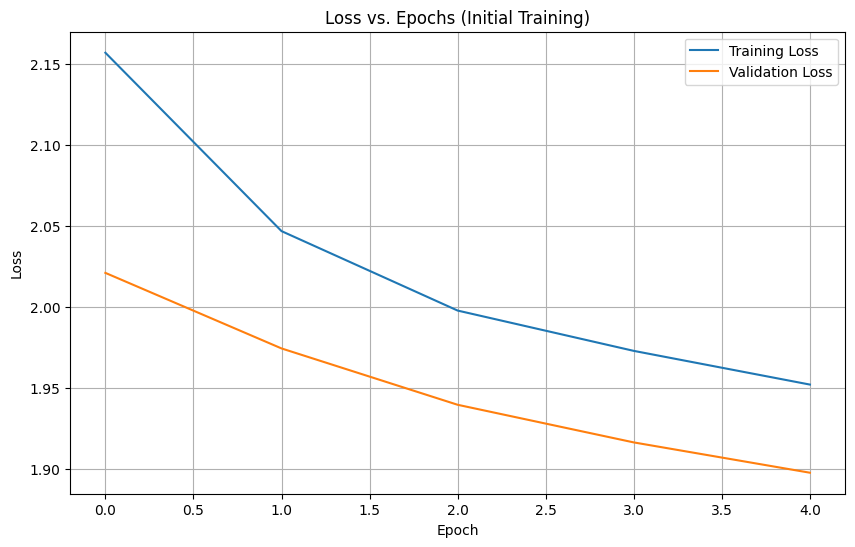 Loss vs. Epochs (Initial Training)
Training Loss
Validation Loss
Loss
2.15
2.10
2.05
2.00
1.95
1.90
0.0 0.5 1.0 1.5 2.0 2.5 3.0 3.5 4.0
Epoch